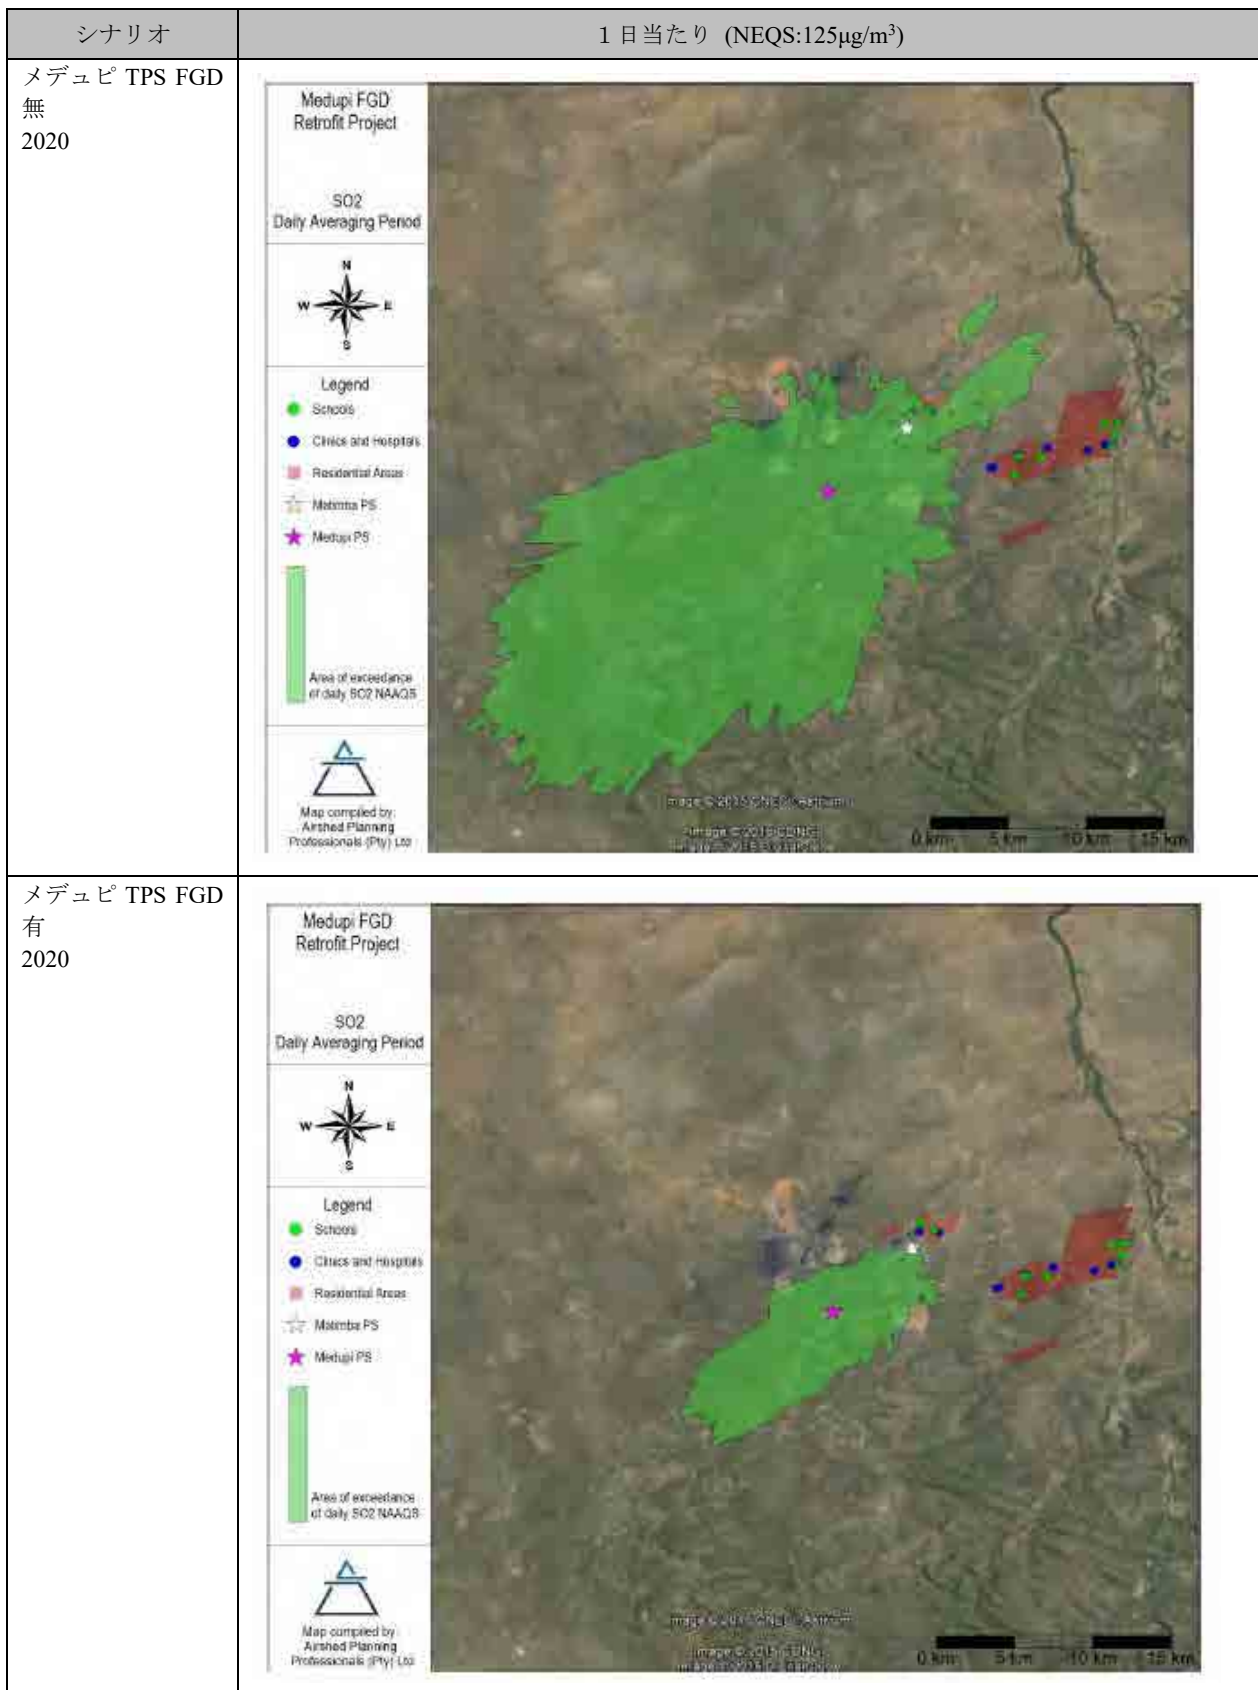 シナリオ
1日当たり (NEQS:125μg/m³)
メデュピ TPS FGD
無
2020
Medupi FGD
Retrofit Project
SO2
Daily Averaging Period
N
W E
S
Legend
Schools
Clinics and Hospitals
Residential Areas
Matimba PS
Medupi PS
Area of exceedance
of daily SO2 NAAQS
Map compiled by:
Airshed Planning
Professionals (Pty) Ltd
0 km 5 km 10 km 15 km
メデュピ TPS FGD
有
2020
Medupi FGD
Retrofit Project
SO2
Daily Averaging Period
N
W E
S
Legend
Schools
Clinics and Hospitals
Residential Areas
Matimba PS
Medupi PS
Area of exceedance
of daily SO2 NAAQS
Map compiled by
Airshed Planning
Professionals (Pty) Ltd
0 km 5 km 10 km 15 km